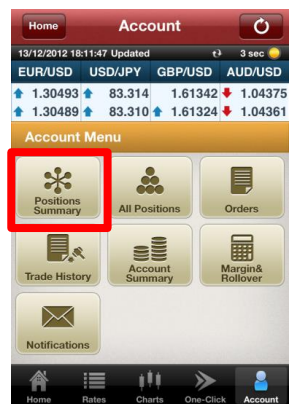 Home Account
13/12/2012 18:11:47 Updated 3 sec
EUR/USD USD/JPY GBP/USD AUD/USD
1.30493 83.314 1.61342 1.04375
1.30489 83.310 1.61324 1.04361
Account Menu
Positions
Summary
All Positions
Orders
Trade History
Account
Summary
Margin&
Rollover
Notifications
Home Rates Charts One-Click Account